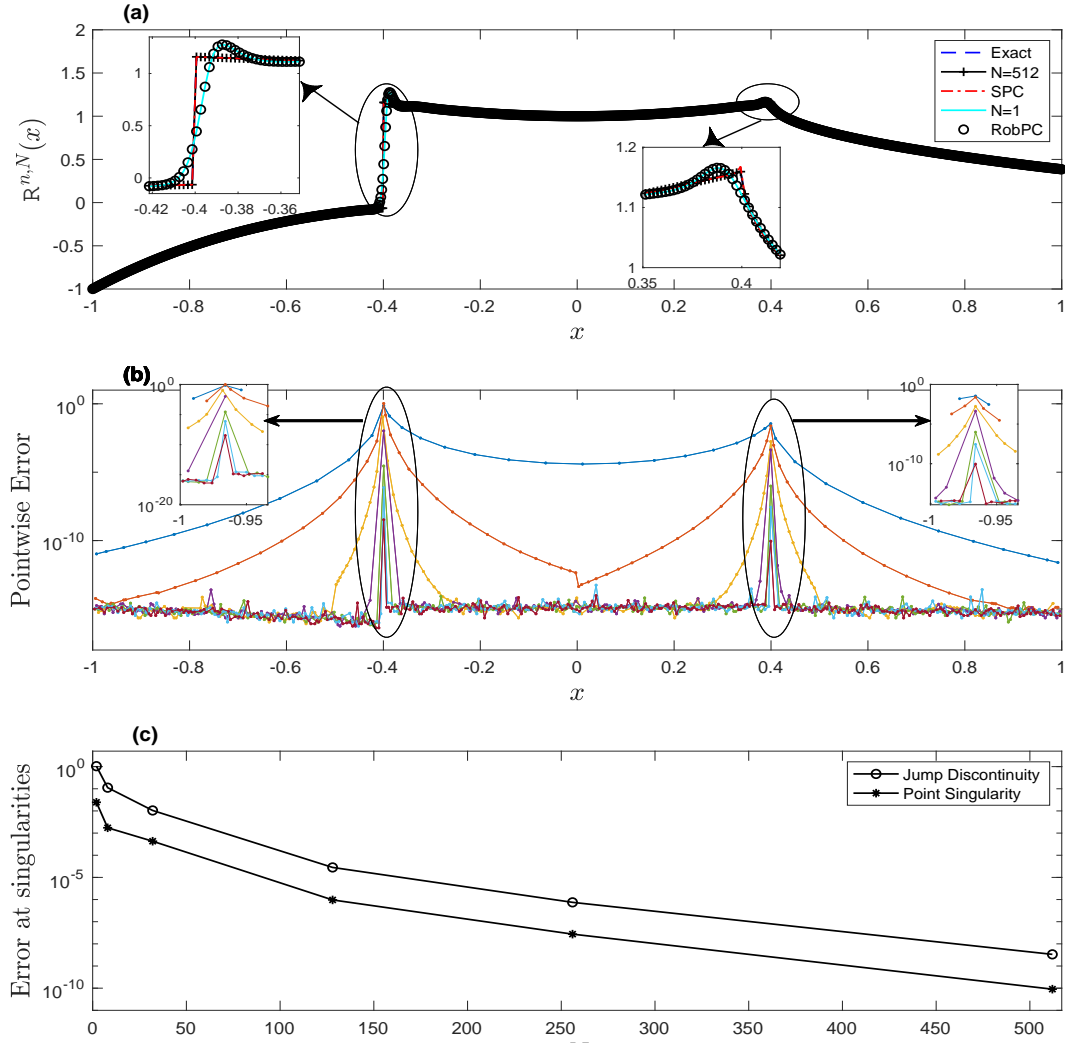 (a)
2
1.5
1
0.5
0
-0.5
-1
R^{n,N}(x)
1
0.5
0
-0.42 -0.4 -0.38 -0.36
Exact
N=512
SPC
N=1
RobPC
1.2
1.1
1
0.35 0.4
-1 -0.8 -0.6 -0.4 -0.2 0 0.2 0.4 0.6 0.8 1
x
(b)
10^0
10^{-10}
Pointwise Error
10^0
10^{-20}
-1 -0.95
10^0
10^{-10}
-1 -0.95
-1 -0.8 -0.6 -0.4 -0.2 0 0.2 0.4 0.6 0.8 1
x
(c)
10^0
10^{-5}
10^{-10}
Error at singularities
Jump Discontinuity
Point Singularity
0 50 100 150 200 250 300 350 400 450 500